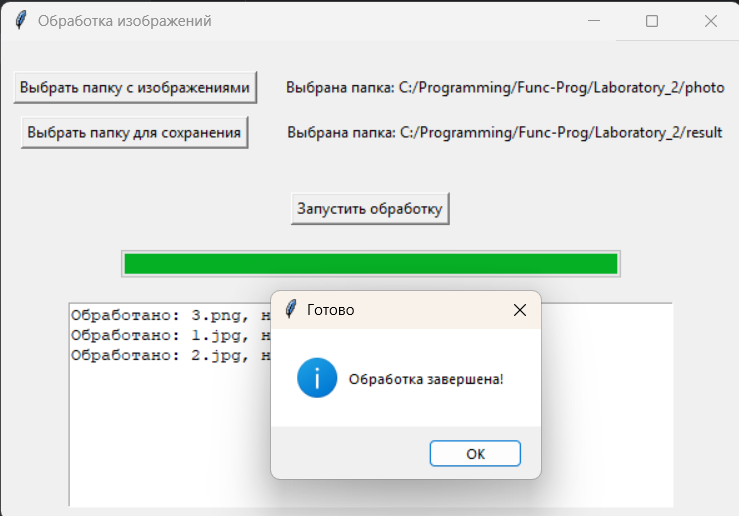 Обработка изображений
Выбрать папку с изображениями
Выбрана папка: C:/Programming/Func-Prog/Laboratory_2/photo
Выбрать папку для сохранения
Выбрана папка: C:/Programming/Func-Prog/Laboratory_2/result
Запустить обработку
Обработано: 3.png, н
Обработано: 1.jpg, н
Обработано: 2.jpg, н
Готово
Обработка завершена!
OK